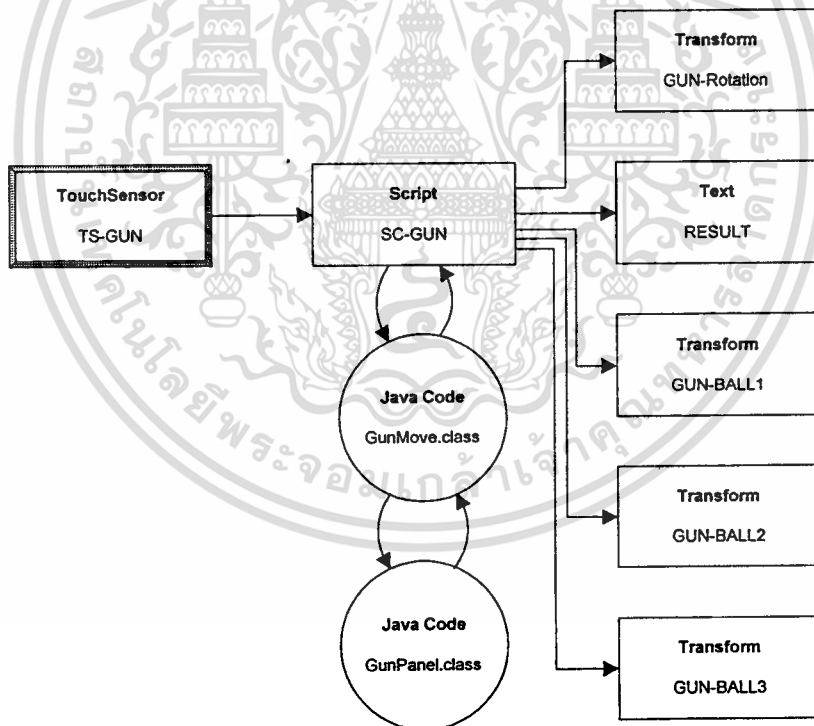 Transform
GUN-Rotation
TouchSensor
TS-GUN
Script
SC-GUN
Text
RESULT
Transform
GUN-BALL1
Java Code
GunMove.class
Transform
GUN-BALL2
Java Code
GunPanel.class
Transform
GUN-BALL3